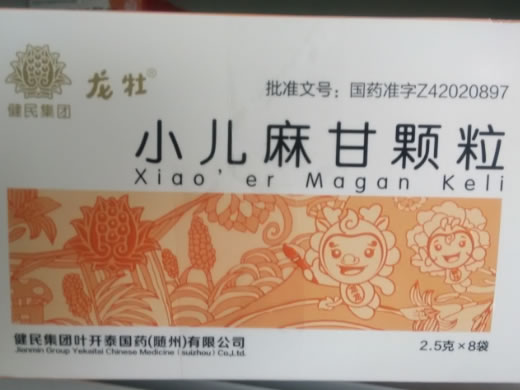 龙牡®
健民集团
批准文号：国药准字Z42020897
小儿麻甘颗粒
Xiao'er Magan Keli
健民集团叶开泰国药(随州)有限公司
Jianmin Group Yekaitai Chinese Medicine (suizhou) Co,Ltd.
2.5克×8袋